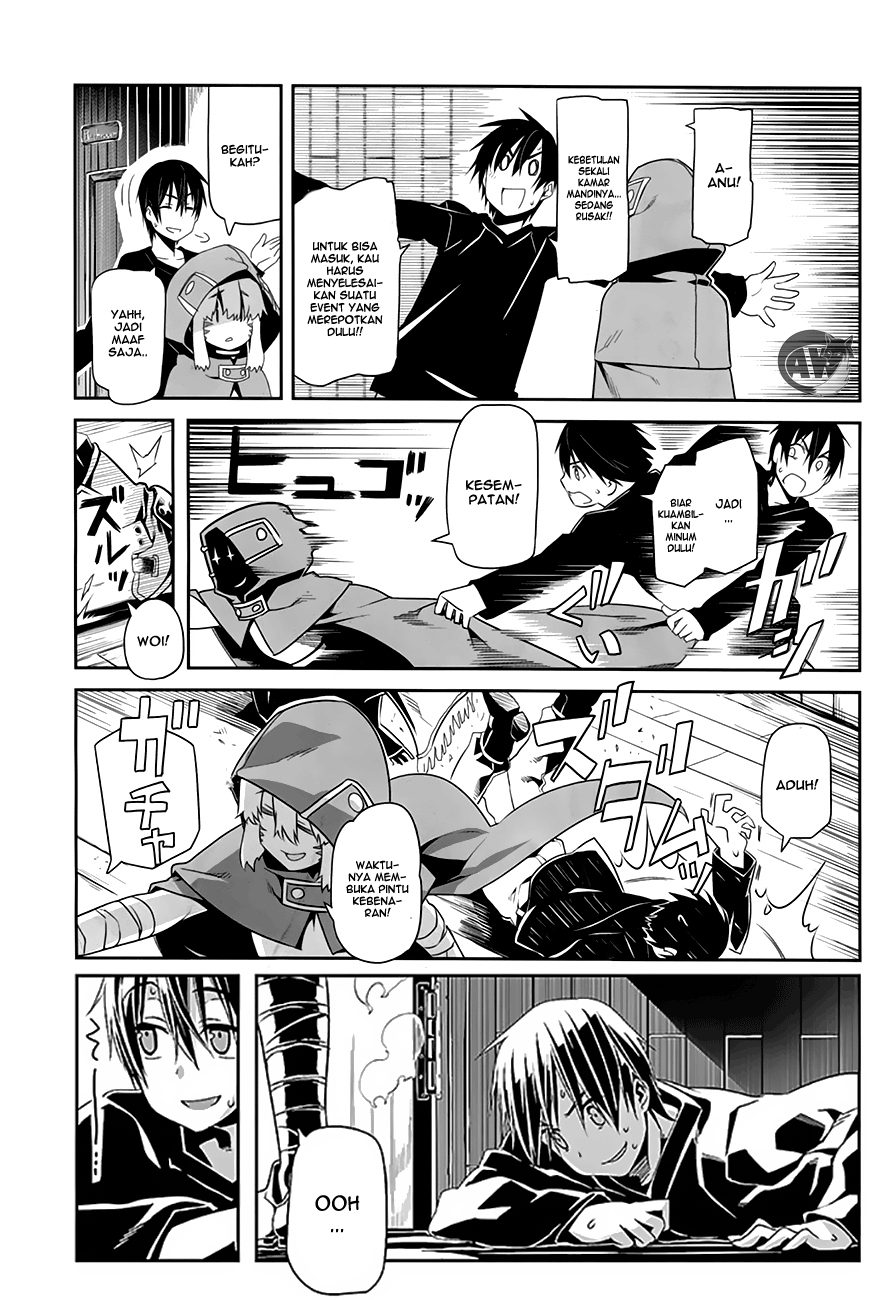 A-
ANU!
KEBETULAN
SEKALI
KAMAR
MANDINYA...
SEDANG
RUSAK!!
UNTUK BISA
MASUK, KAU
HARUS
MENYELESAI-
KAN SUATU
EVENT YANG
MEREPOTKAN
DULU!!
BEGITU-
KAH?
YAHH,
JADI
MAAF
SAJA..
AW
JADI
...
BIAR
KUAMBIL-
KAN
MINUM
DULU!
KESEM-
PATAN!
ヒュゴ
ガ
ズルッ
WOI!
ADUH!
ガチャ
WAKTU-
NYA MEM-
BUKA PINTU
KEBENA-
RAN!
OOH
...